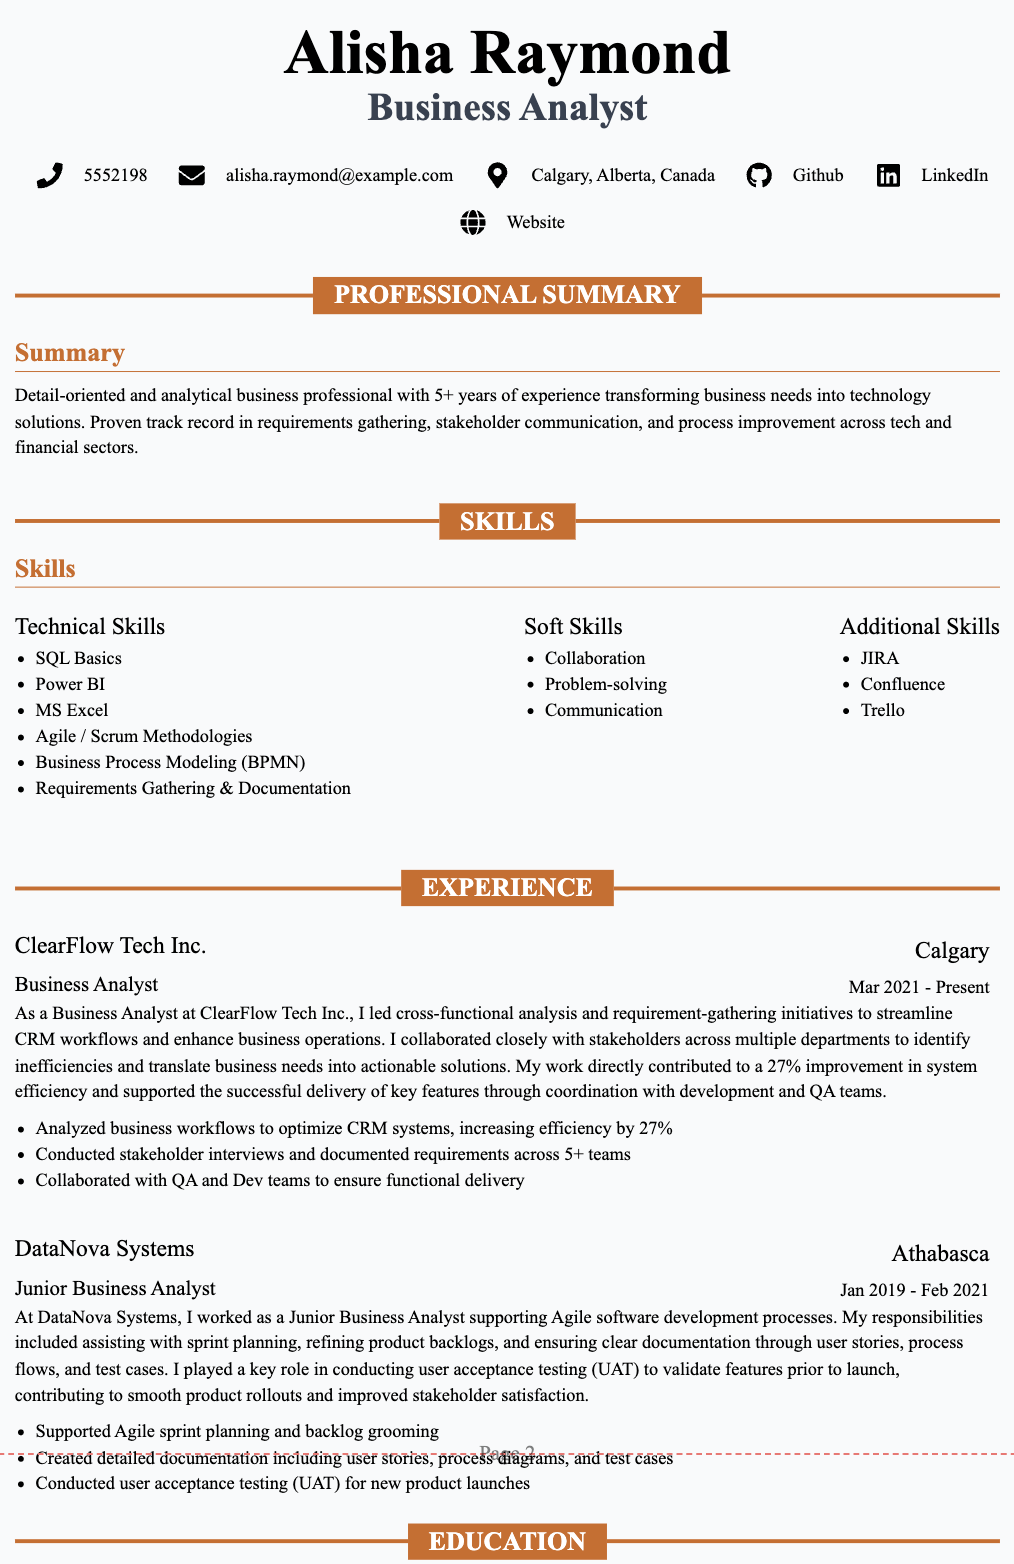 Alisha Raymond
Business Analyst
5552198 alisha.raymond@example.com Calgary, Alberta, Canada Github LinkedIn
Website
PROFESSIONAL SUMMARY
Summary
Detail-oriented and analytical business professional with 5+ years of experience transforming business needs into technology
solutions. Proven track record in requirements gathering, stakeholder communication, and process improvement across tech and
financial sectors.
SKILLS
Skills
Technical Skills
• SQL Basics
• Power BI
• MS Excel
• Agile / Scrum Methodologies
• Business Process Modeling (BPMN)
• Requirements Gathering & Documentation
Soft Skills
• Collaboration
• Problem-solving
• Communication
Additional Skills
• JIRA
• Confluence
• Trello
EXPERIENCE
ClearFlow Tech Inc. Calgary
Business Analyst Mar 2021 - Present
As a Business Analyst at ClearFlow Tech Inc., I led cross-functional analysis and requirement-gathering initiatives to streamline
CRM workflows and enhance business operations. I collaborated closely with stakeholders across multiple departments to identify
inefficiencies and translate business needs into actionable solutions. My work directly contributed to a 27% improvement in system
efficiency and supported the successful delivery of key features through coordination with development and QA teams.
• Analyzed business workflows to optimize CRM systems, increasing efficiency by 27%
• Conducted stakeholder interviews and documented requirements across 5+ teams
• Collaborated with QA and Dev teams to ensure functional delivery
DataNova Systems Athabasca
Junior Business Analyst Jan 2019 - Feb 2021
At DataNova Systems, I worked as a Junior Business Analyst supporting Agile software development processes. My responsibilities
included assisting with sprint planning, refining product backlogs, and ensuring clear documentation through user stories, process
flows, and test cases. I played a key role in conducting user acceptance testing (UAT) to validate features prior to launch,
contributing to smooth product rollouts and improved stakeholder satisfaction.
• Supported Agile sprint planning and backlog grooming
Page 2
• Created detailed documentation including user stories, process diagrams, and test cases
• Conducted user acceptance testing (UAT) for new product launches
EDUCATION